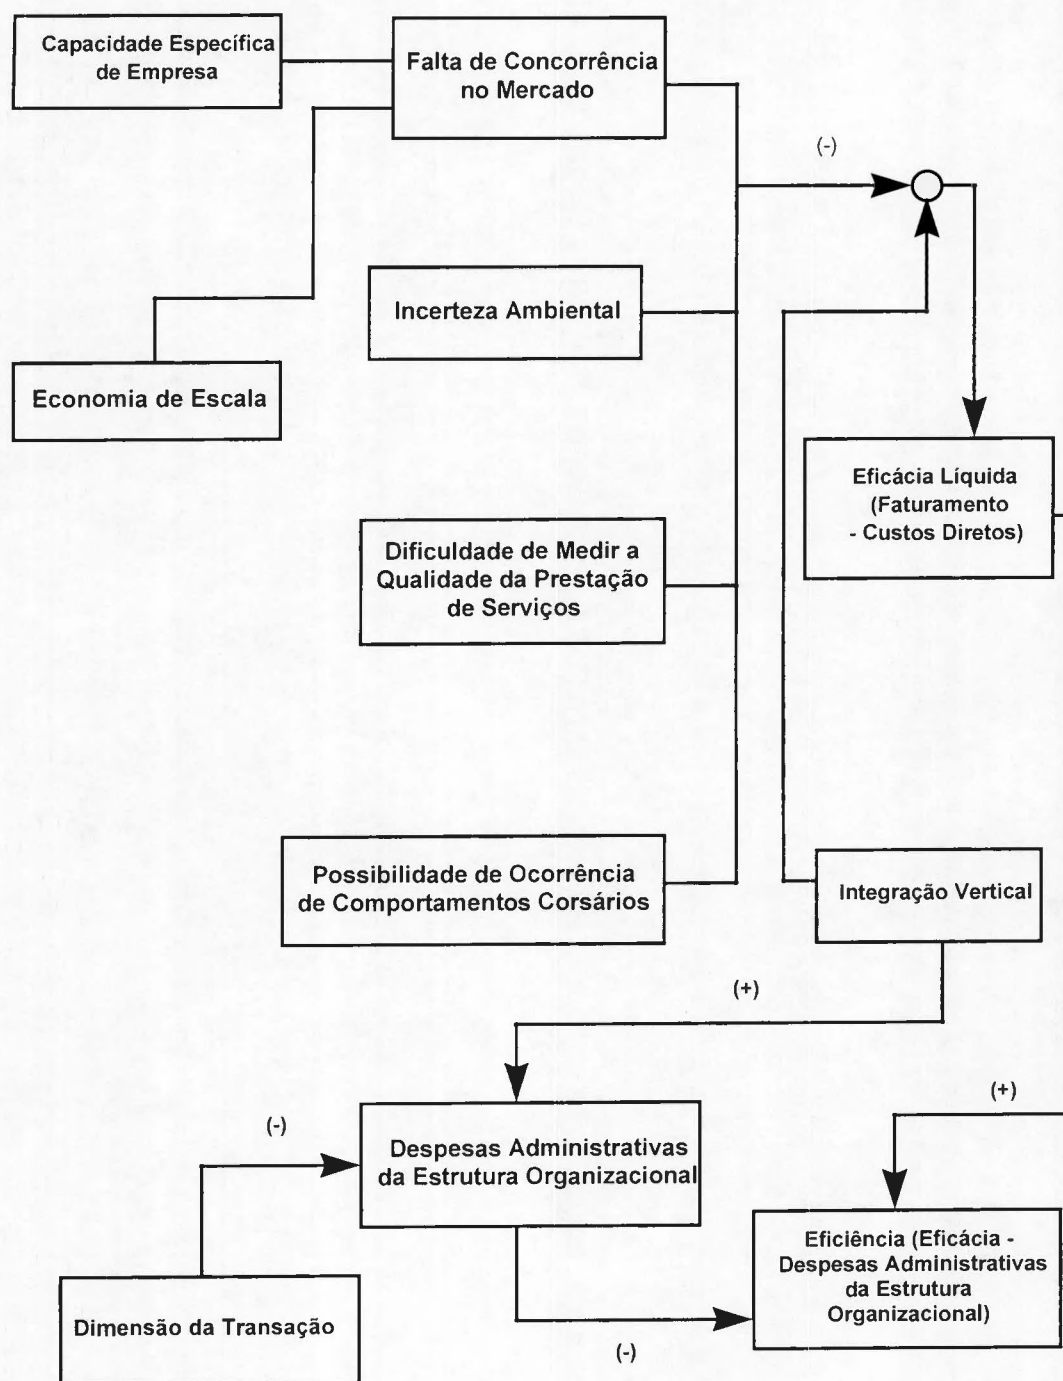 Capacidade Específica
de Empresa
Falta de Concorrência
no Mercado
(-)
Incerteza Ambiental
Economia de Escala
Eficácia Líquida
(Faturamento
- Custos Diretos)
Dificuldade de Medir a
Qualidade da Prestação
de Serviços
Possibilidade de Ocorrência
de Comportamentos Corsários
Integração Vertical
(+)
(+)
(-)
Despesas Administrativas
da Estrutura Organizacional
Eficiência (Eficácia -
Despesas Administrativas
da Estrutura
Organizacional)
Dimensão da Transação
(-)